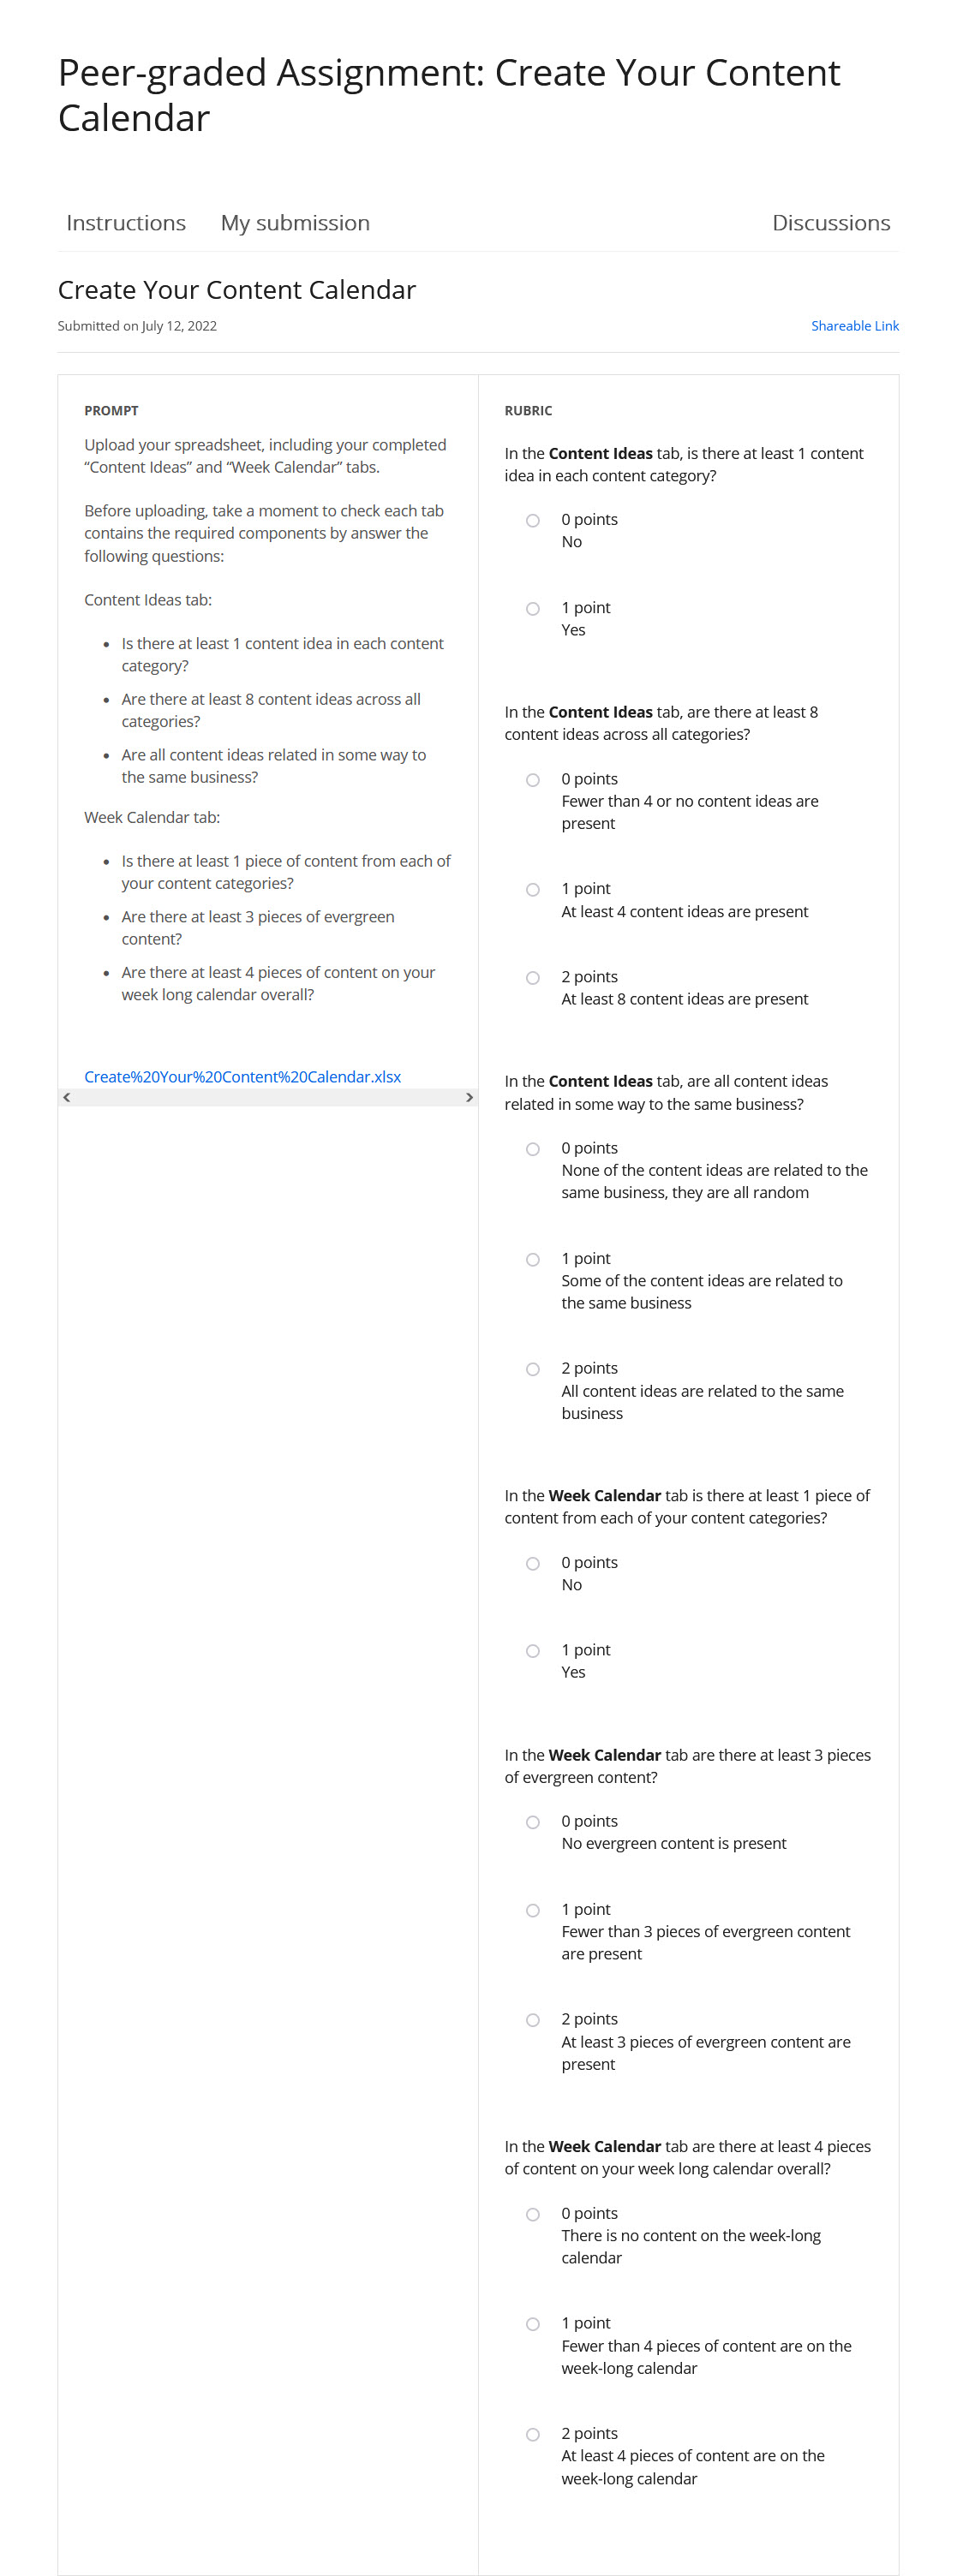 Peer-graded Assignment: Create Your Content
Calendar
Instructions
My submission
Discussions
Create Your Content Calendar
Submitted on July 12, 2022
Shareable Link
PROMPT
Upload your spreadsheet, including your completed
“Content Ideas” and “Week Calendar” tabs.
Before uploading, take a moment to check each tab
contains the required components by answer the
following questions:
Content Ideas tab:
• Is there at least 1 content idea in each content
category?
• Are there at least 8 content ideas across all
categories?
• Are all content ideas related in some way to
the same business?
Week Calendar tab:
• Is there at least 1 piece of content from each of
your content categories?
• Are there at least 3 pieces of evergreen
content?
• Are there at least 4 pieces of content on your
week long calendar overall?
Create%20Your%20Content%20Calendar.xlsx
RUBRIC
In the Content Ideas tab, is there at least 1 content
idea in each content category?
0 points
No
1 point
Yes
In the Content Ideas tab, are there at least 8
content ideas across all categories?
0 points
Fewer than 4 or no content ideas are
present
1 point
At least 4 content ideas are present
2 points
At least 8 content ideas are present
In the Content Ideas tab, are all content ideas
related in some way to the same business?
0 points
None of the content ideas are related to the
same business, they are all random
1 point
Some of the content ideas are related to
the same business
2 points
All content ideas are related to the same
business
In the Week Calendar tab is there at least 1 piece of
content from each of your content categories?
0 points
No
1 point
Yes
In the Week Calendar tab are there at least 3 pieces
of evergreen content?
0 points
No evergreen content is present
1 point
Fewer than 3 pieces of evergreen content
are present
2 points
At least 3 pieces of evergreen content are
present
In the Week Calendar tab are there at least 4 pieces
of content on your week long calendar overall?
0 points
There is no content on the week-long
calendar
1 point
Fewer than 4 pieces of content are on the
week-long calendar
2 points
At least 4 pieces of content are on the
week-long calendar